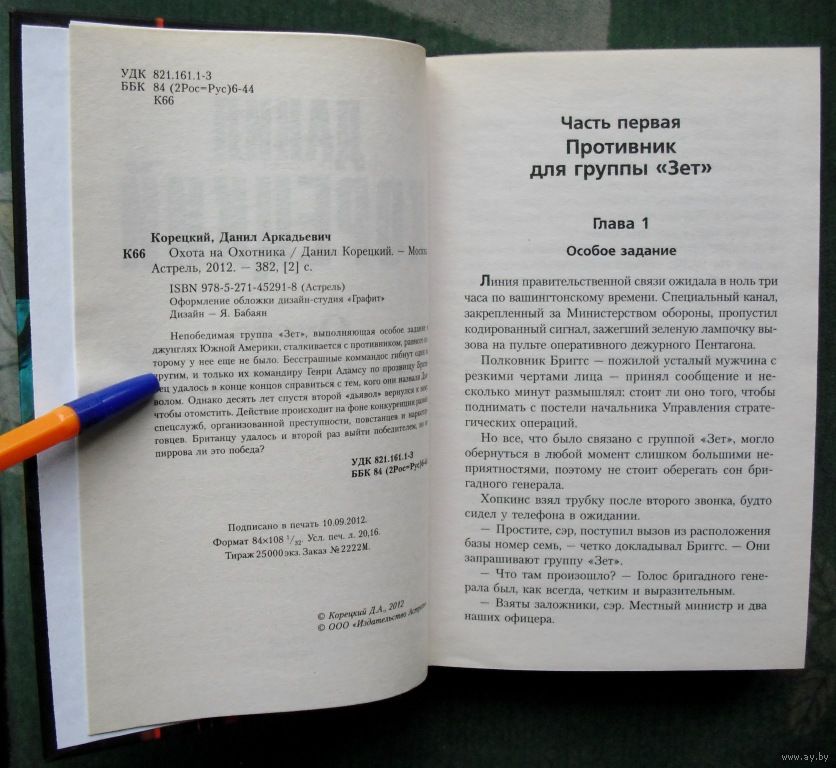 УДК 821.161.1-3
ББК 84 (2Рос=Рус)6-44
К66
Корецкий, Данил Аркадьевич
К66 Охота на Охотника / Данил Корецкий. – Москва
Астрель, 2012. — 382, [2] с.
ISBN 978-5-271-45291-8 (Астрель)
Оформление обложки дизайн-студия «Графит»
Дизайн – Я. Бабаян
Непобедимая группа «Зет», выполняющая особое задание
джунглях Южной Америки, сталкивается с противником,
торому у нее еще не было. Бесстрашные коммандос гибнут один
другим, и только их командиру Генри Адамсу по прозвищу
удалось в конце концов справиться с тем, кого они назвали
волом. Однако десять лет спустя второй «дьявол» вернулся к
чтобы отомстить. Действие происходит на фоне конкуренции
спецслужб, организованной преступности, повстанцев и
говцев. Британцу удалось и второй раз выйти победителем, но
пиррова ли это победа?
УДК 821.161.1-3
ББК 84 (2Рос=Рус)6-44
Подписано в печать 10.09.2012.
Формат 84×108 1/32. Усл. печ. л. 20,16.
Тираж 25000 экз. Заказ № 2222М.
© Корецкий Д.А., 2012
© ООО «Издательство
Часть первая
Противник
для группы «Зет»
Глава 1
Особое задание
Линия правительственной связи ожидала в ноль три
часа по вашингтонскому времени. Специальный канал,
закрепленный за Министерством обороны, пропустил
кодированный сигнал, зажегший зеленую лампочку вы-
зова на пульте оперативного дежурного Пентагона.
Полковник Бриггс — пожилой усталый мужчина с
резкими чертами лица — принял сообщение и не-
сколько минут размышлял: стоит ли оно того, чтобы
поднимать с постели начальника Управления страте-
гических операций.
Но все, что было связано с группой «Зет», могло
обернуться в любой момент слишком большими не-
приятностями, поэтому не стоит оберегать сон бри-
гадного генерала.
Хопкинс взял трубку после второго звонка, будто
сидел у телефона в ожидании.
— Простите, сэр, поступил вызов из расположения
базы номер семь, — четко докладывал Бриггс. — Они
запрашивают группу «Зет».
— Что там произошло? — Голос бригадного гене-
рала был, как всегда, четким и выразительным.
— Взяты заложники, сэр. Местный министр и два
наших офицера.
www.ay.by